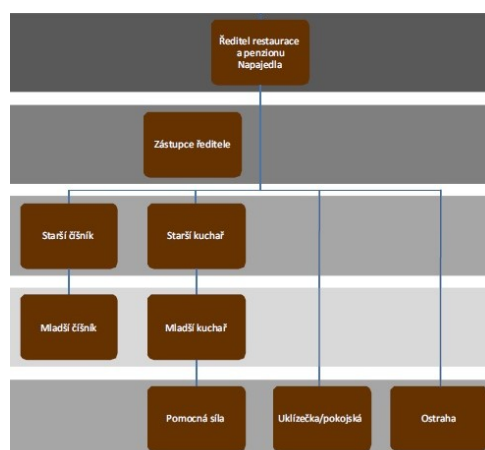 Ředitel restaurace
a penzionu
Napajedla
Zástupce ředitele
Starší číšník
Starší kuchař
Mladší číšník
Mladší kuchař
Pomocná síla
Uklízečka/pokojská
Ostraha